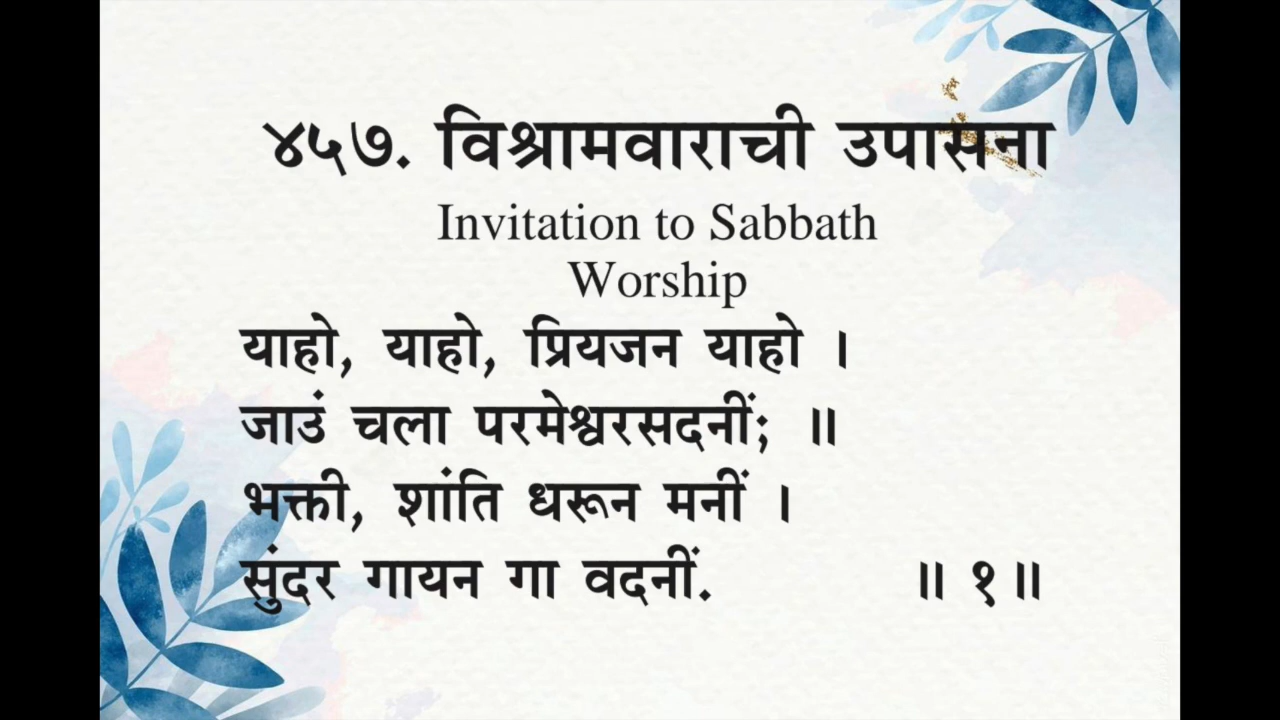 ४५७. विश्रामवाराची उपासना
Invitation to Sabbath
Worship
याहो, याहो, प्रियजन याहो ।
जाउं चला परमेश्वरसदनीं; ॥
भक्ती, शांति धरून मनीं ।
सुंदर गायन गा वदनीं. ॥ १ ॥